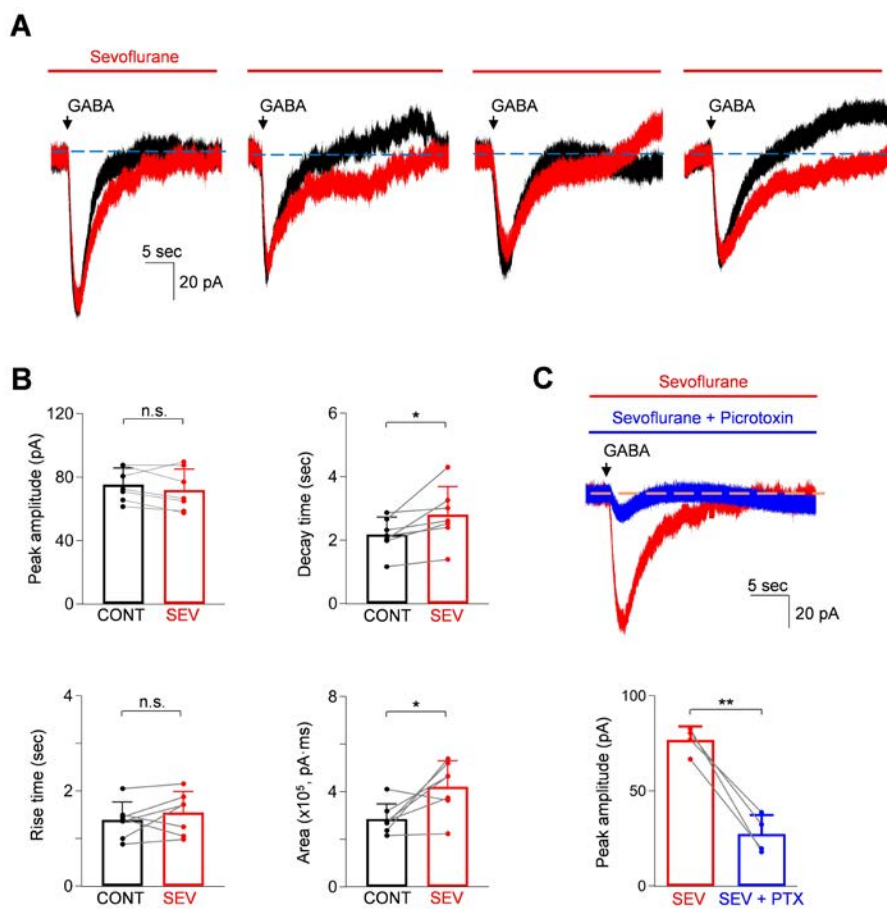 A
Sevoflurane
GABA
GABA
GABA
GABA
5 sec
20 pA
B
n.s.
120
80
40
0
Peak amplitude (pA)
CONT
SEV
*
6
4
2
0
Decay time (sec)
CONT
SEV
C
Sevoflurane
Sevoflurane + Picrotoxin
GABA
5 sec
20 pA
n.s.
4
2
0
Rise time (sec)
CONT
SEV
*
8
4
0
Area (x10⁵, pA·ms)
CONT
SEV
**
100
50
0
Peak amplitude (pA)
SEV
SEV + PTX